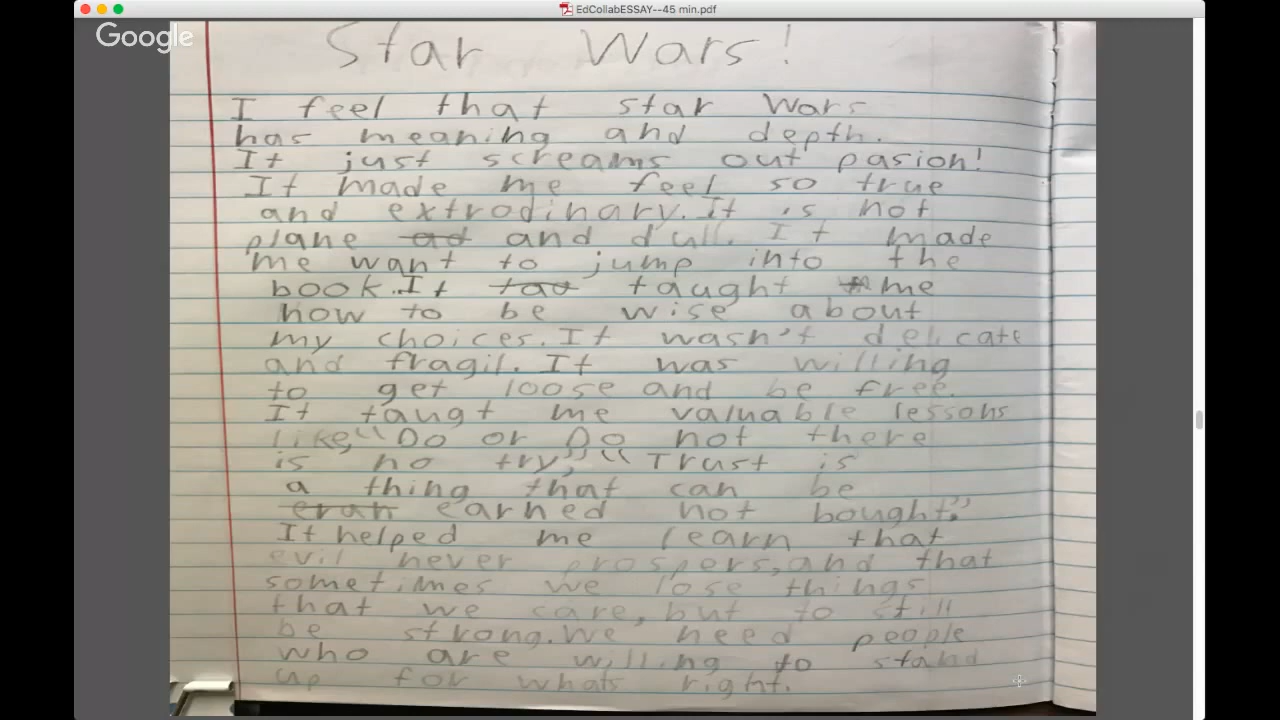 EdCollabESSAY--45 min.pdf
Google
Star Wars!
I feel that star Wars
has meaning and depth.
It just screams out pasion!
It made me feel so true
and extrodinary. It is not
plane ad and dull. It made
me want to jump into the
book. It tau taught me
how to be wise about
my choices. It wasn't delicate
and fragil. It was willing
to get loose and be free.
It taugt me valuable lessons
like, "Do or Do not there
is no try," "Trust is
a thing that can be
eran earned not bought."
It helped me learn that
evil never prospers, and that
sometimes we lose things
that we care, but to still
be strong. We need people
who are willing to stand
up for whats right.